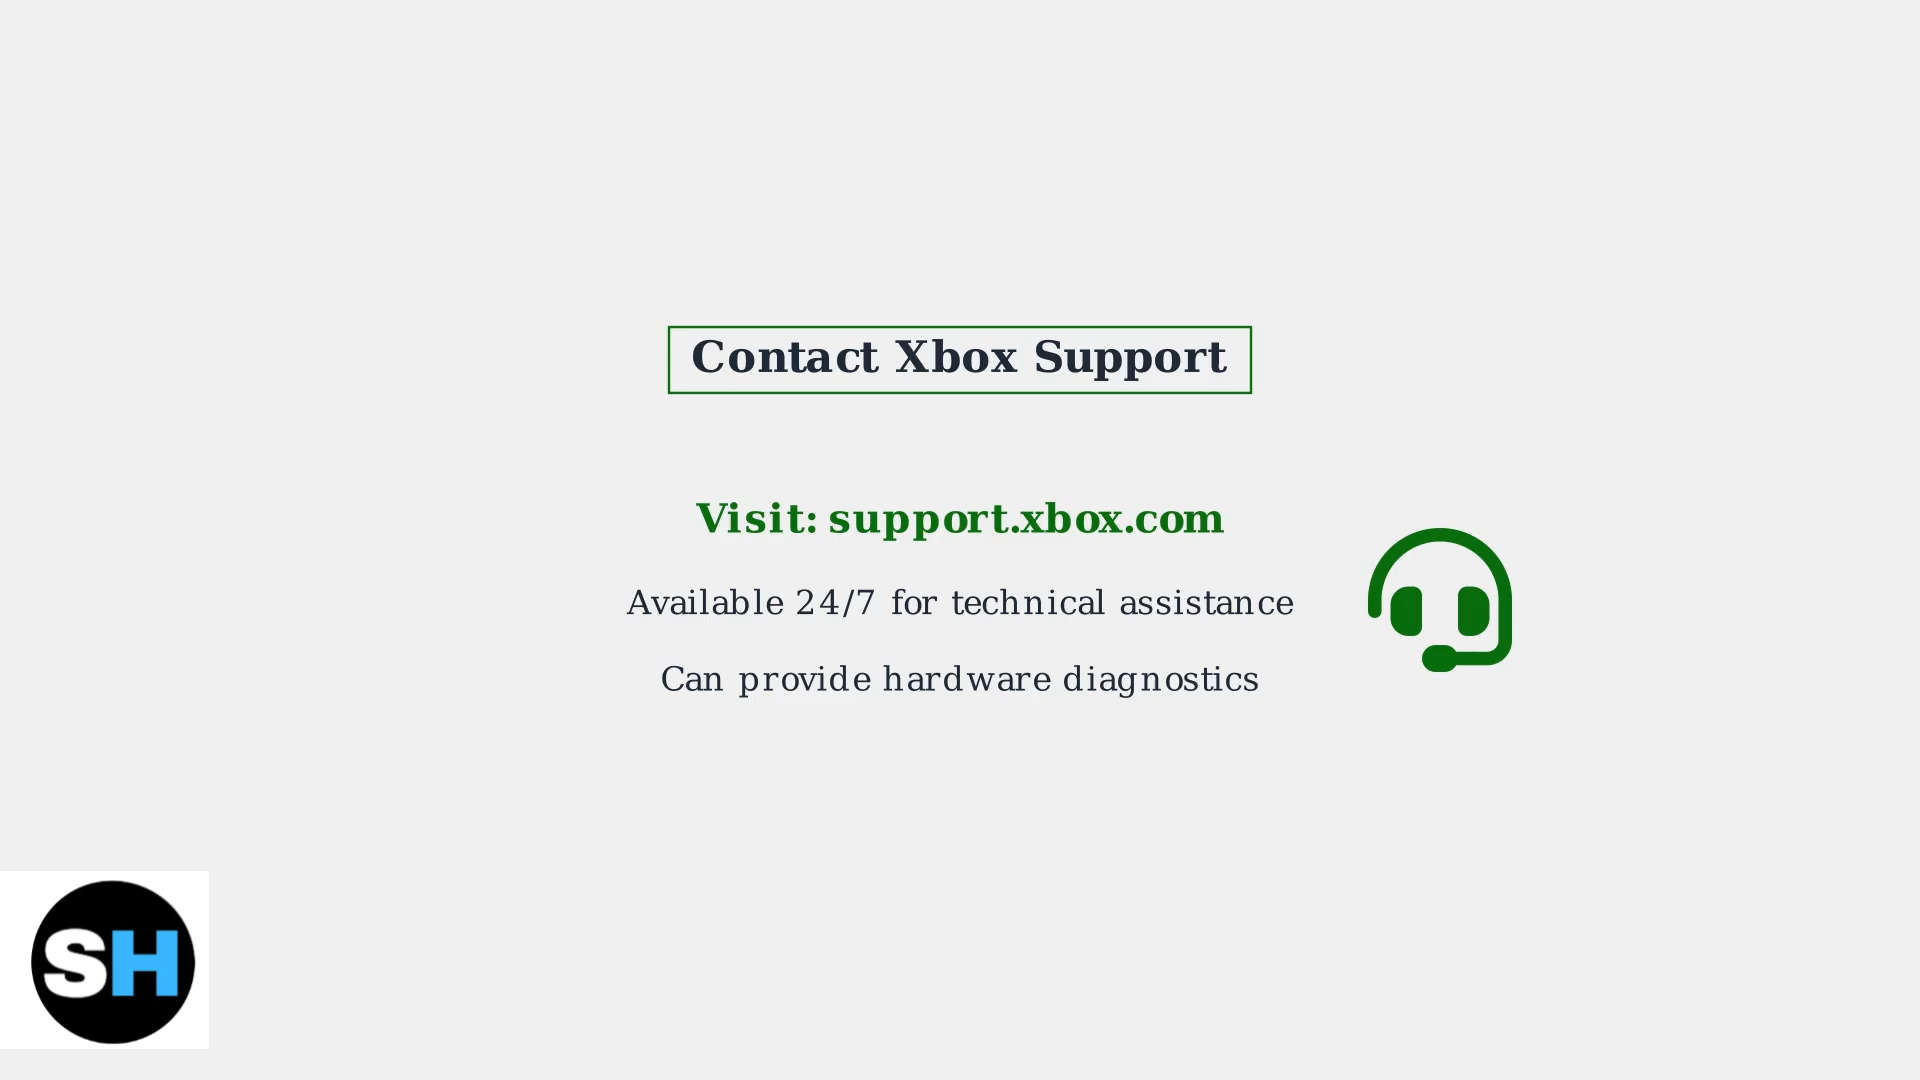 Contact Xbox Support
Visit: support.xbox.com
Available 24/7 for technical assistance
Can provide hardware diagnostics
SH